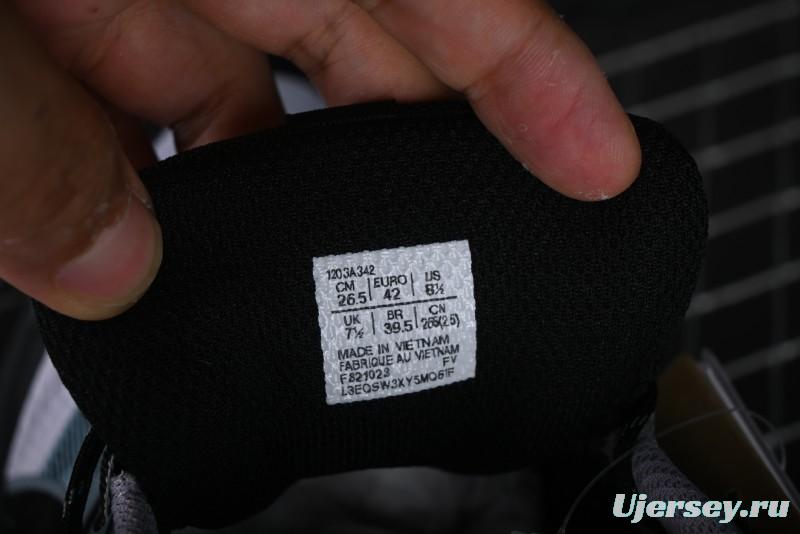 1203A342
CM EURO US
26.5 42 8½
UK BR CN
7½ 39.5 265(2.5)
MADE IN VIETNAM
FABRIQUE AU VIETNAM
F821023 FV
L3EQSW3XY5MQ61F
Ujersey.ru